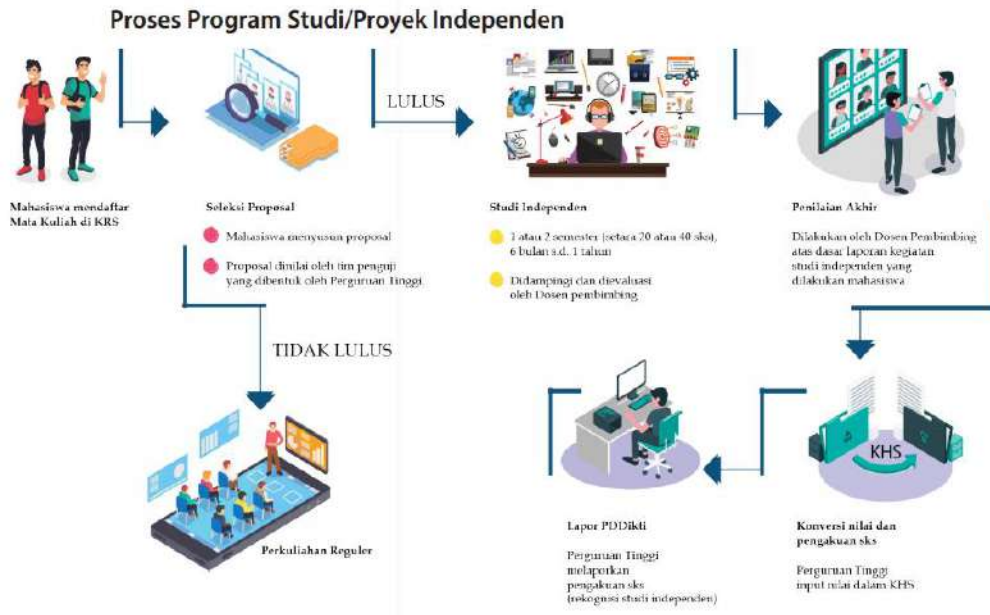 Proses Program Studi/Proyek Independen
LULUS
Mahasiswa mendaftar
Mata Kuliah di KRS
Seleksi Proposal
Mahasiswa menyusun proposal
Proposal dinilai oleh tim penguji
yang dibentuk oleh Perguruan Tinggi
Studi Independen
1 atau 2 semester (setara 20 atau 40 sks),
6 bulan s.d. 1 tahun
Didampingi dan dievaluasi
oleh Dosen pembimbing
Penilaian Akhir
Dilakukan oleh Dosen Pembimbing
atas dasar laporan kegiatan
studi independen yang
dilakukan mahasiswa
TIDAK LULUS
Perkuliahan Reguler
KHS
Konversi nilai dan
pengakuan sks
Perguruan Tinggi
input nilai dalam KHS
Lapor PDDikti
Perguruan Tinggi
melaporkan
pengakuan sks
(rekognisi studi independen)